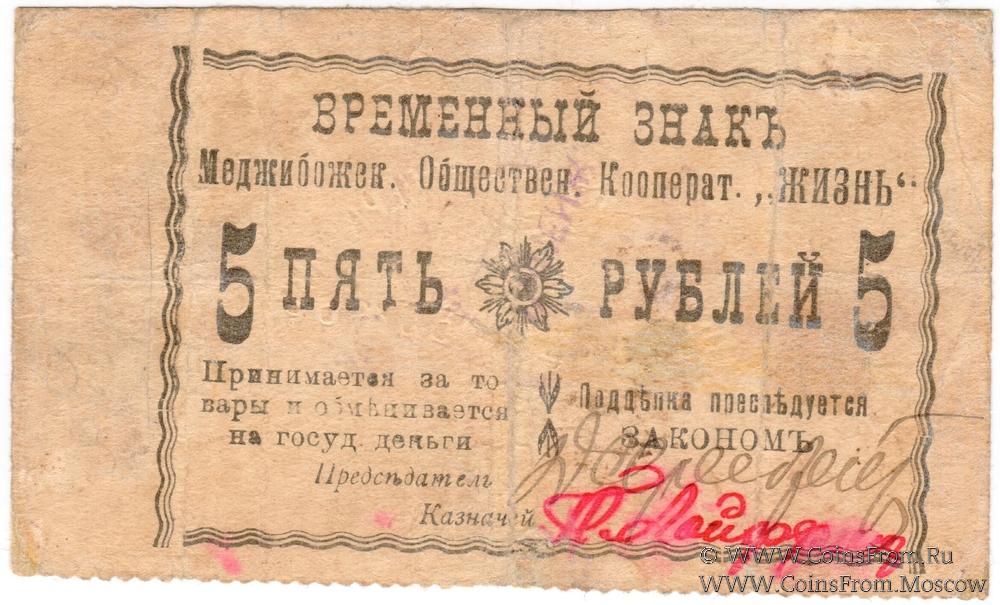 ВРЕМЕННЫЙ ЗНАКЪ
Меджибожек. Обществен. Кооперат. „ЖИЗНЬ“
5 ПЯТЬ РУБЛЕЙ 5
Принимается за то-
вары и обмѣнивается
на госуд. деньги
Поддѣлка преслѣдуется
ЗАКОНОМЪ
Предсѣдатель
Казначей
© WWW.CoinsFrom.Ru
WWW.CoinsFrom.Moscow